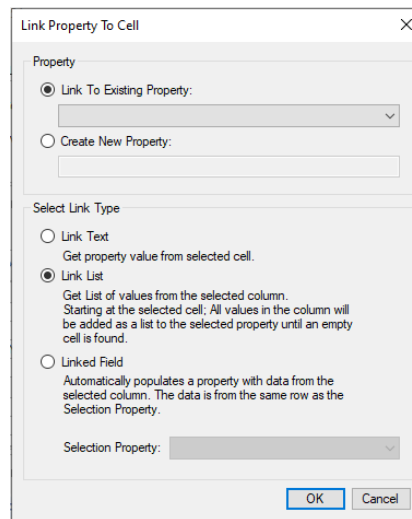 Link Property To Cell
Property
Link To Existing Property:
Create New Property:
Select Link Type
Link Text
Get property value from selected cell.
Link List
Get List of values from the selected column.
Starting at the selected cell; All values in the column will
be added as a list to the selected property until an empty
cell is found.
Linked Field
Automatically populates a property with data from the
selected column. The data is from the same row as the
Selection Property.
Selection Property:
OK Cancel